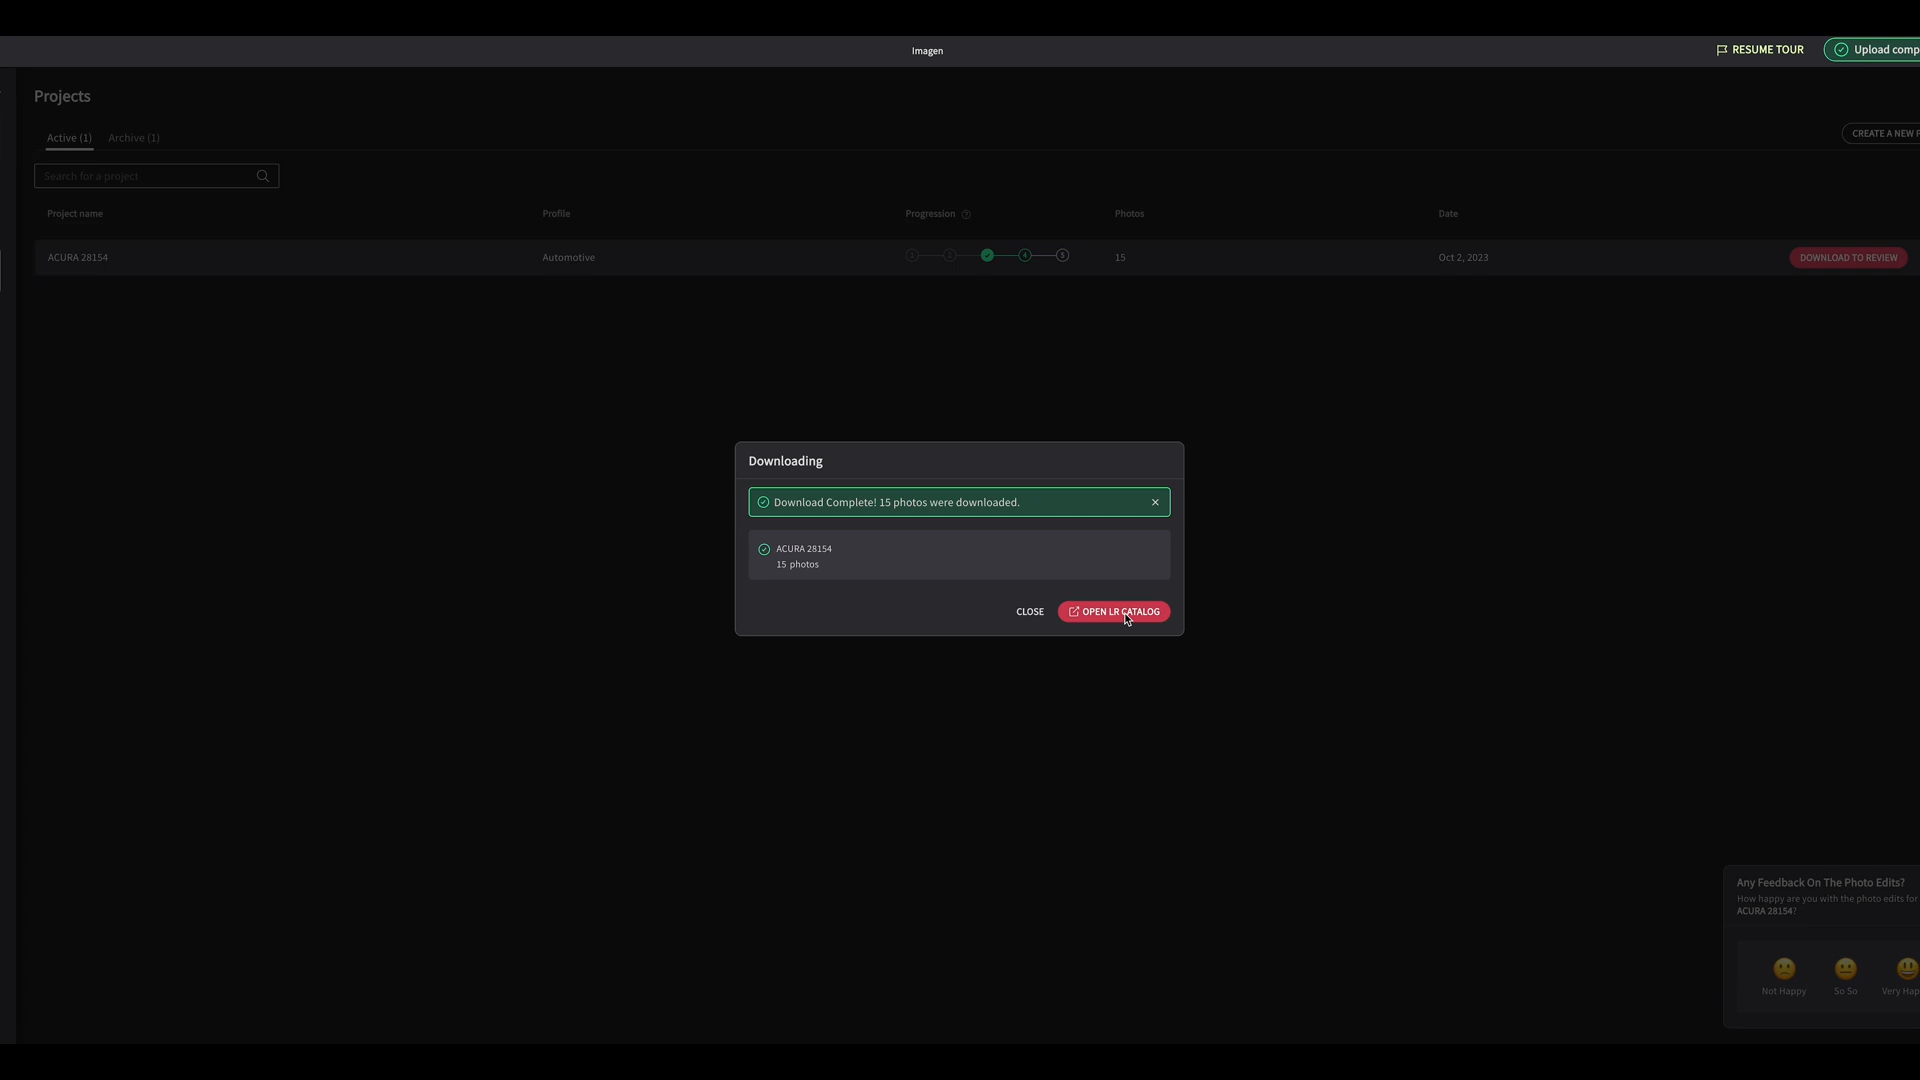 Imagen
RESUME TOUR
Upload comp
Projects
Active (1)
Archive (1)
CREATE A NEW P
Search for a project
Project name
Profile
Progression
Photos
Date
ACURA 28154
Automotive
4
5
15
Oct 2, 2023
DOWNLOAD TO REVIEW
Downloading
Download Complete! 15 photos were downloaded.
ACURA 28154
15 photos
CLOSE
OPEN LR CATALOG
Any Feedback On The Photo Edits?
How happy are you with the photo edits for
ACURA 28154?
Not Happy
So So
Very Hap